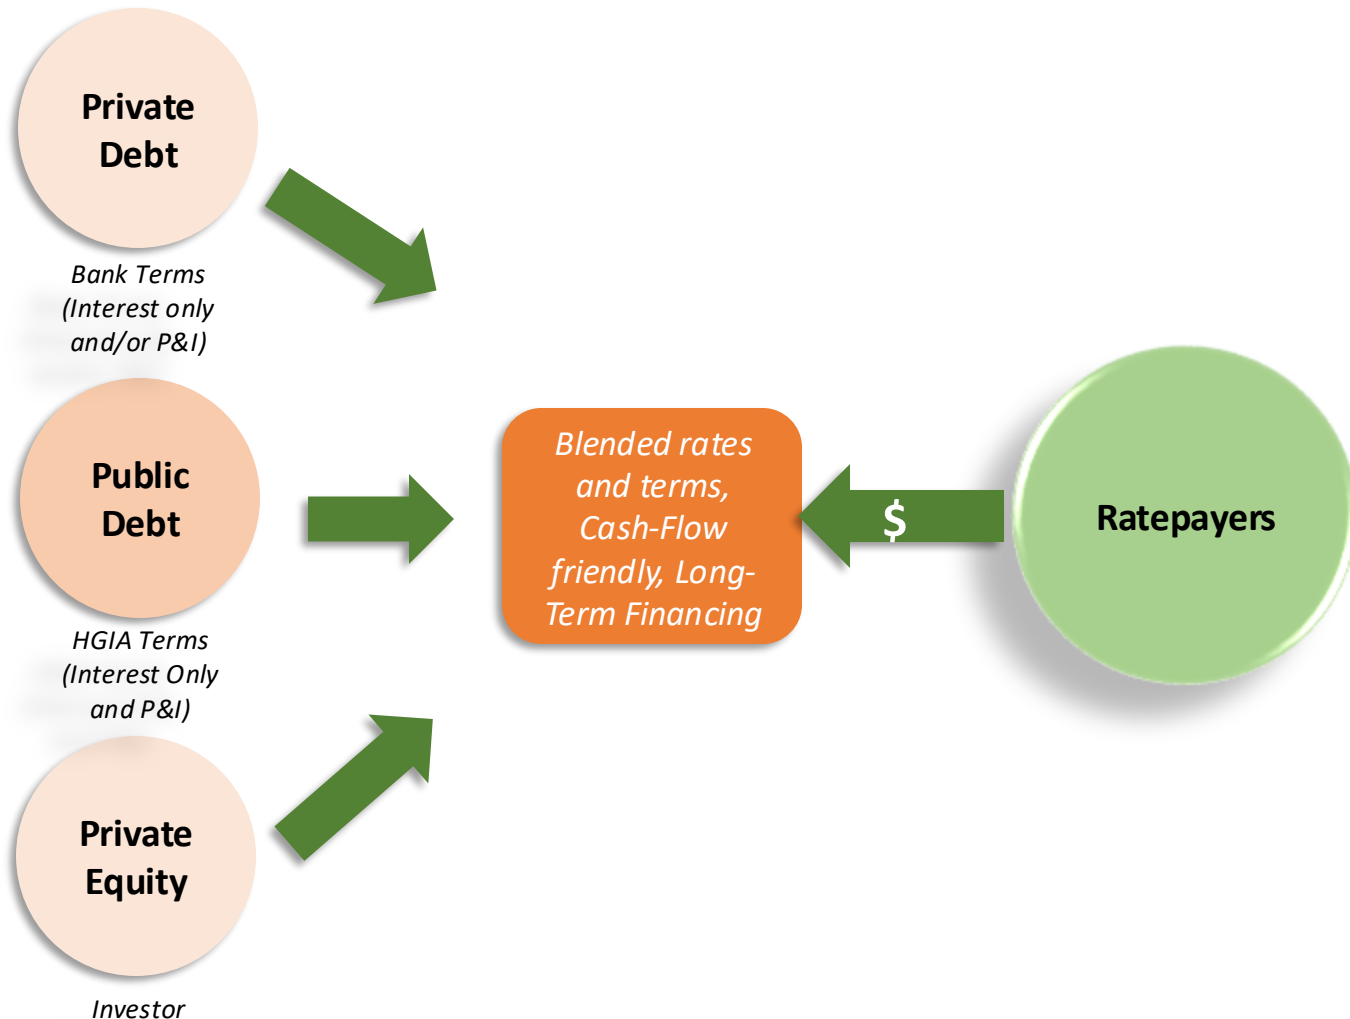 Private
Debt
Bank Terms
(Interest only
and/or P&I)
Public
Debt
HGIA Terms
(Interest Only
and P&I)
Private
Equity
Investor
Blended rates
and terms,
Cash-Flow
friendly, Long-
Term Financing
$
Ratepayers